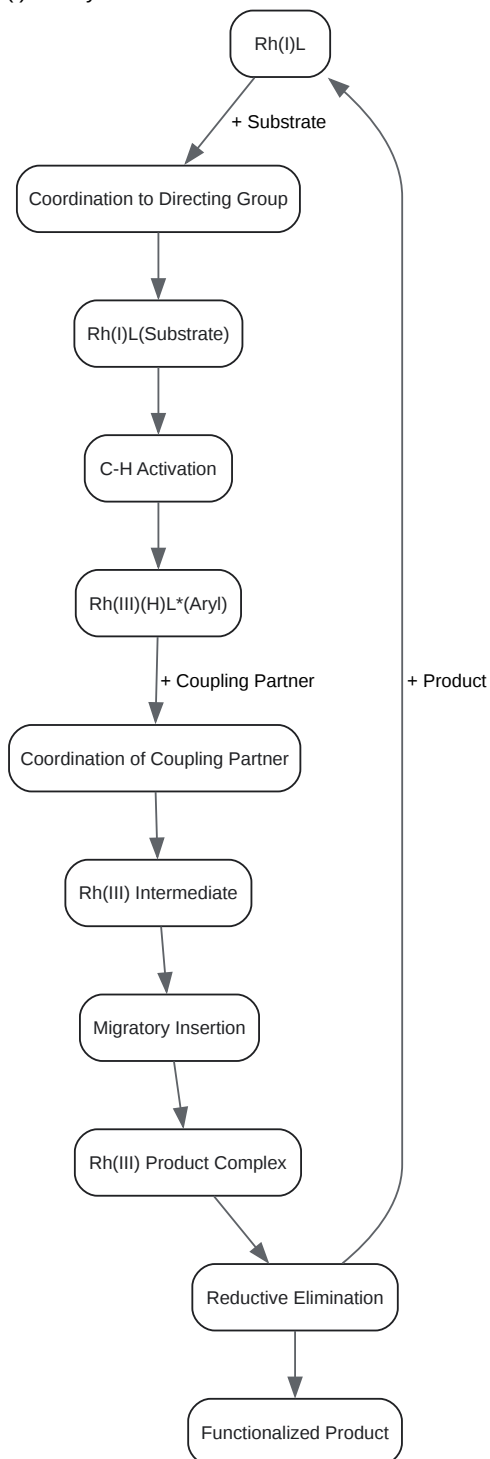 Rh(I)L
+ Substrate
Coordination to Directing Group
Rh(I)L(Substrate)
C-H Activation
Rh(III)(H)L*(Aryl)
+ Coupling Partner
+ Product
Coordination of Coupling Partner
Rh(III) Intermediate
Migratory Insertion
Rh(III) Product Complex
Reductive Elimination
Functionalized Product